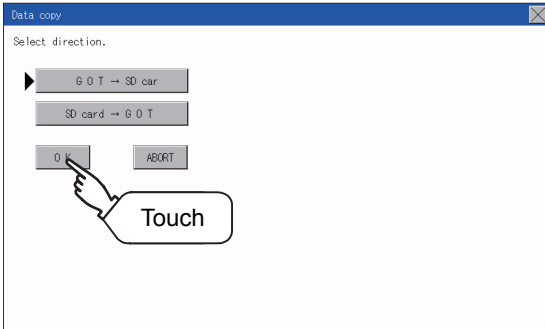 Data copy
Select direction.
G O T → SD car
SD card → G O T
O K
ABORT
Touch